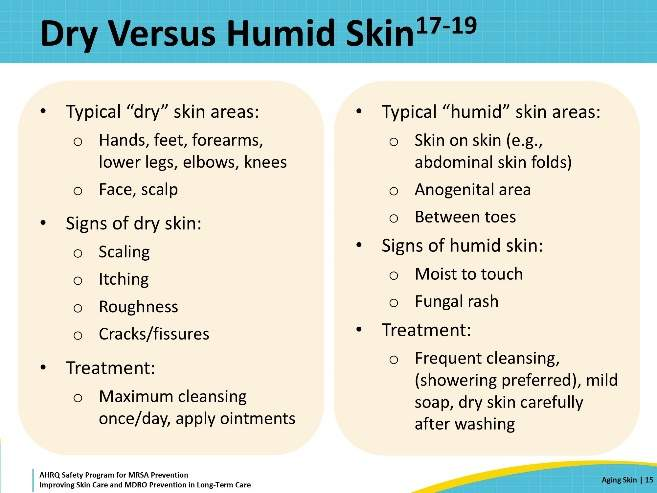 Dry Versus Humid Skin17-19
• Typical “dry” skin areas:
o Hands, feet, forearms,
lower legs, elbows, knees
o Face, scalp
• Signs of dry skin:
o Scaling
o Itching
o Roughness
o Cracks/fissures
• Treatment:
o Maximum cleansing
once/day, apply ointments
• Typical “humid” skin areas:
o Skin on skin (e.g.,
abdominal skin folds)
o Anogenital area
o Between toes
• Signs of humid skin:
o Moist to touch
o Fungal rash
• Treatment:
o Frequent cleansing,
(showering preferred), mild
soap, dry skin carefully
after washing
AHRQ Safety Program for MRSA Prevention
Improving Skin Care and MDRO Prevention in Long-Term Care
Aging Skin | 15